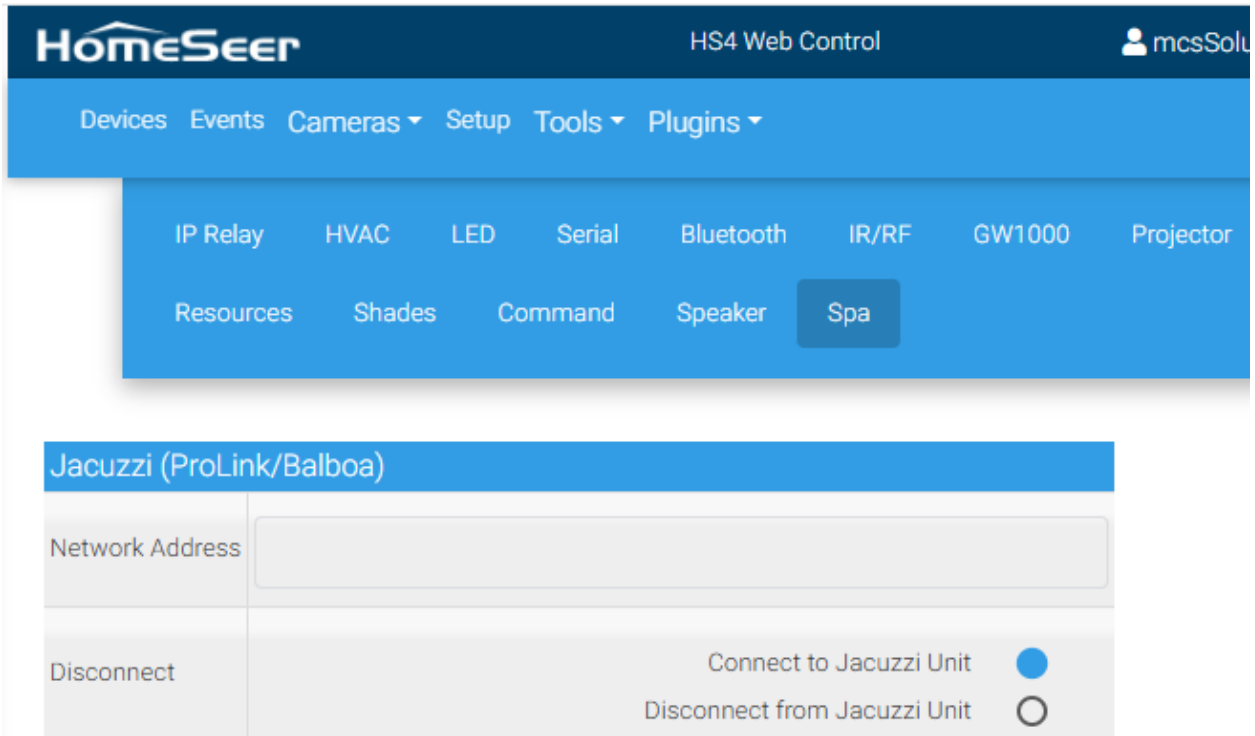 HomeSeer HS4 Web Control mcsSolu
Devices Events Cameras Setup Tools Plugins
IP Relay HVAC LED Serial Bluetooth IR/RF GW1000 Projector
Resources Shades Command Speaker Spa
Jacuzzi (ProLink/Balboa)
Network Address
Disconnect
Connect to Jacuzzi Unit
Disconnect from Jacuzzi Unit